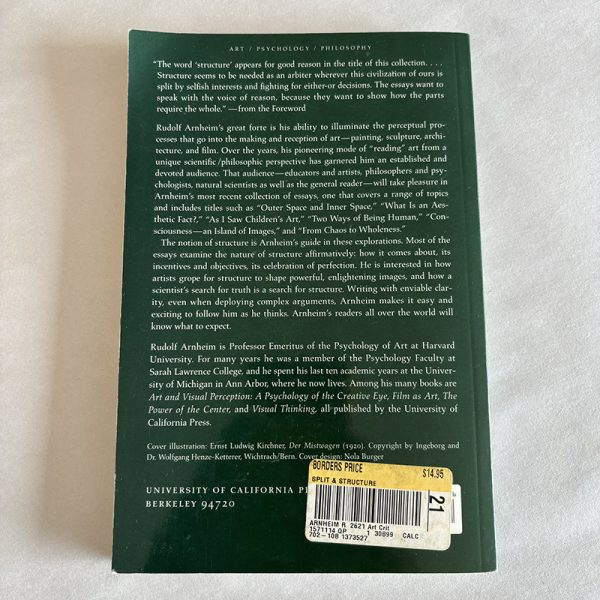 ART / PSYCHOLOGY / PHILOSOPHY
"The word 'structure' appears for good reason in the title of this collection. . . .
Structure seems to be needed as an arbiter wherever this civilization of ours is
split by selfish interests and fighting for either-or decisions. The essays want to
speak with the voice of reason, because they want to show how the parts
require the whole." —from the Foreword
Rudolf Arnheim's great forte is his ability to illuminate the perceptual pro-
cesses that go into the making and reception of art—painting, sculpture, archi-
tecture, and film. Over the years, his pioneering mode of "reading" art from a
unique scientific/philosophic perspective has garnered him an established and
devoted audience. That audience—educators and artists, philosophers and psy-
chologists, natural scientists as well as the general reader—will take pleasure in
Arnheim's most recent collection of essays, one that covers a range of topics
and includes titles such as "Outer Space and Inner Space," "What Is an Aes-
thetic Fact?," "As I Saw Children's Art," "Two Ways of Being Human," "Con-
sciousness—an Island of Images," and "From Chaos to Wholeness."
The notion of structure is Arnheim's guide in these explorations. Most of the
essays examine the nature of structure affirmatively: how it comes about, its
incentives and objectives, its celebration of perfection. He is interested in how
artists grope for structure to shape powerful, enlightening images, and how a
scientist's search for truth is a search for structure. Writing with enviable clar-
ity, even when deploying complex arguments, Arnheim makes it easy and
exciting to follow him as he thinks. Arnheim's readers all over the world will
know what to expect.
Rudolf Arnheim is Professor Emeritus of the Psychology of Art at Harvard
University. For many years he was a member of the Psychology Faculty at
Sarah Lawrence College, and he spent his last ten academic years at the Univer-
sity of Michigan in Ann Arbor, where he now lives. Among his many books are
Art and Visual Perception: A Psychology of the Creative Eye, Film as Art, The
Power of the Center, and Visual Thinking, all published by the University of
California Press.
Cover illustration: Ernst Ludwig Kirchner, Der Mistwagen (1920). Copyright by Ingeborg and
Dr. Wolfgang Henze-Ketterer, Wichtrach/Bern. Cover design: Nola Burger
UNIVERSITY OF CALIFORNIA
BERKELEY 94720
BORDERS PRICE $14.95
SPLIT & STRUCTURE
21
ARNHEIM R 2621 Art Crit
1571114 QP 1 30899 CALC
702-108 1373527